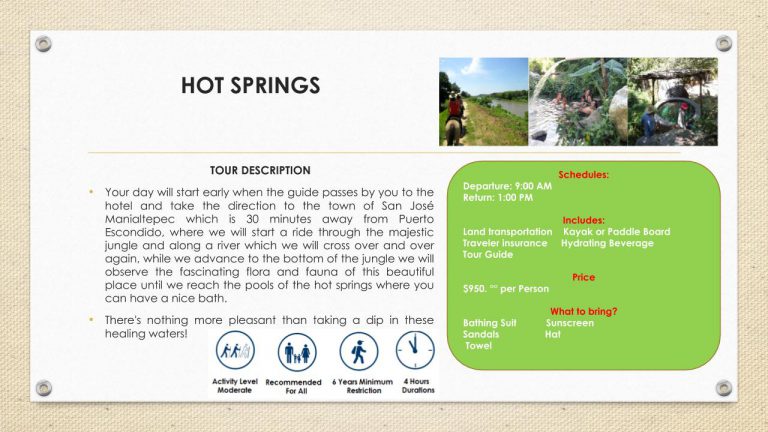 HOT SPRINGS
TOUR DESCRIPTION
• Your day will start early when the guide passes by you to the
hotel and take the direction to the town of San José
Manialtepec which is 30 minutes away from Puerto
Escondido, where we will start a ride through the majestic
jungle and along a river which we will cross over and over
again, while we advance to the bottom of the jungle we will
observe the fascinating flora and fauna of this beautiful
place until we reach the pools of the hot springs where you
can have a nice bath.
• There's nothing more pleasant than taking a dip in these
healing waters!
Activity Level
Moderate
Recommended
For All
6 Years Minimum
Restriction
4 Hours
Durations
Schedules:
Departure: 9:00 AM
Return: 1:00 PM
Includes:
Land transportation Kayak or Paddle Board
Traveler insurance Hydrating Beverage
Tour Guide
Price
$950. °° per Person
What to bring?
Bathing Suit Sunscreen
Sandals Hat
Towel